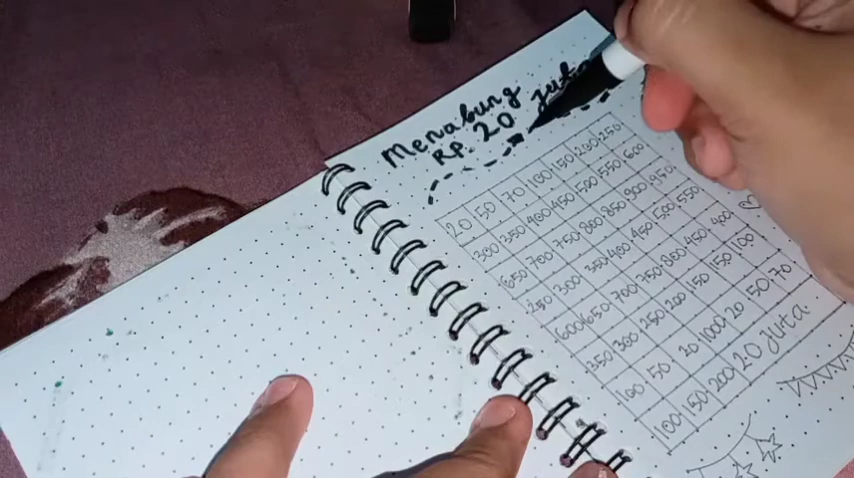 Menabung
RP. 20 juta
20 50 70 100 150 200 250
300 350 400 450 500 550 600
650 700 750 800 850 900 950
250 300 350 400 450 500 550
600 650 700 750 800 450 400
350 300 250 200 150 150 100
100 50 20 1000 20 50 70
100 150 200 20 juta